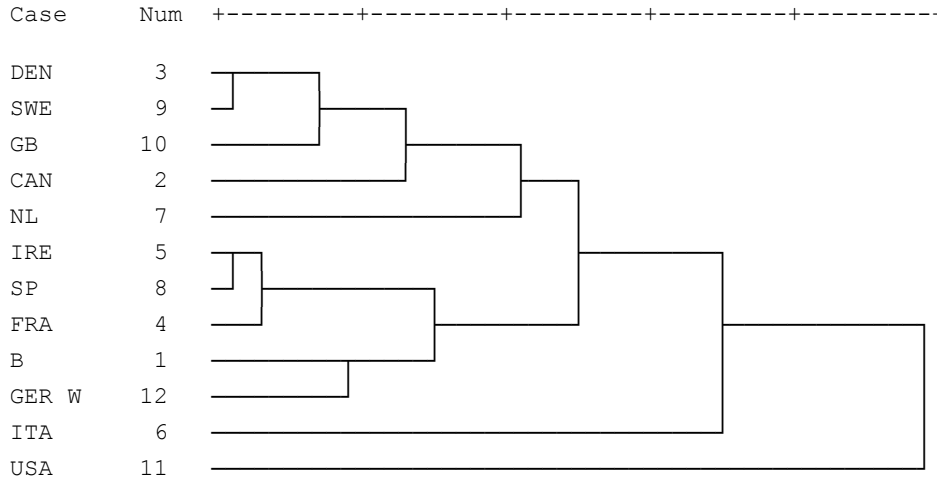 Case Num +---------+---------+---------+---------+---------
DEN 3
SWE 9
GB 10
CAN 2
NL 7
IRE 5
SP 8
FRA 4
B 1
GER W 12
ITA 6
USA 11